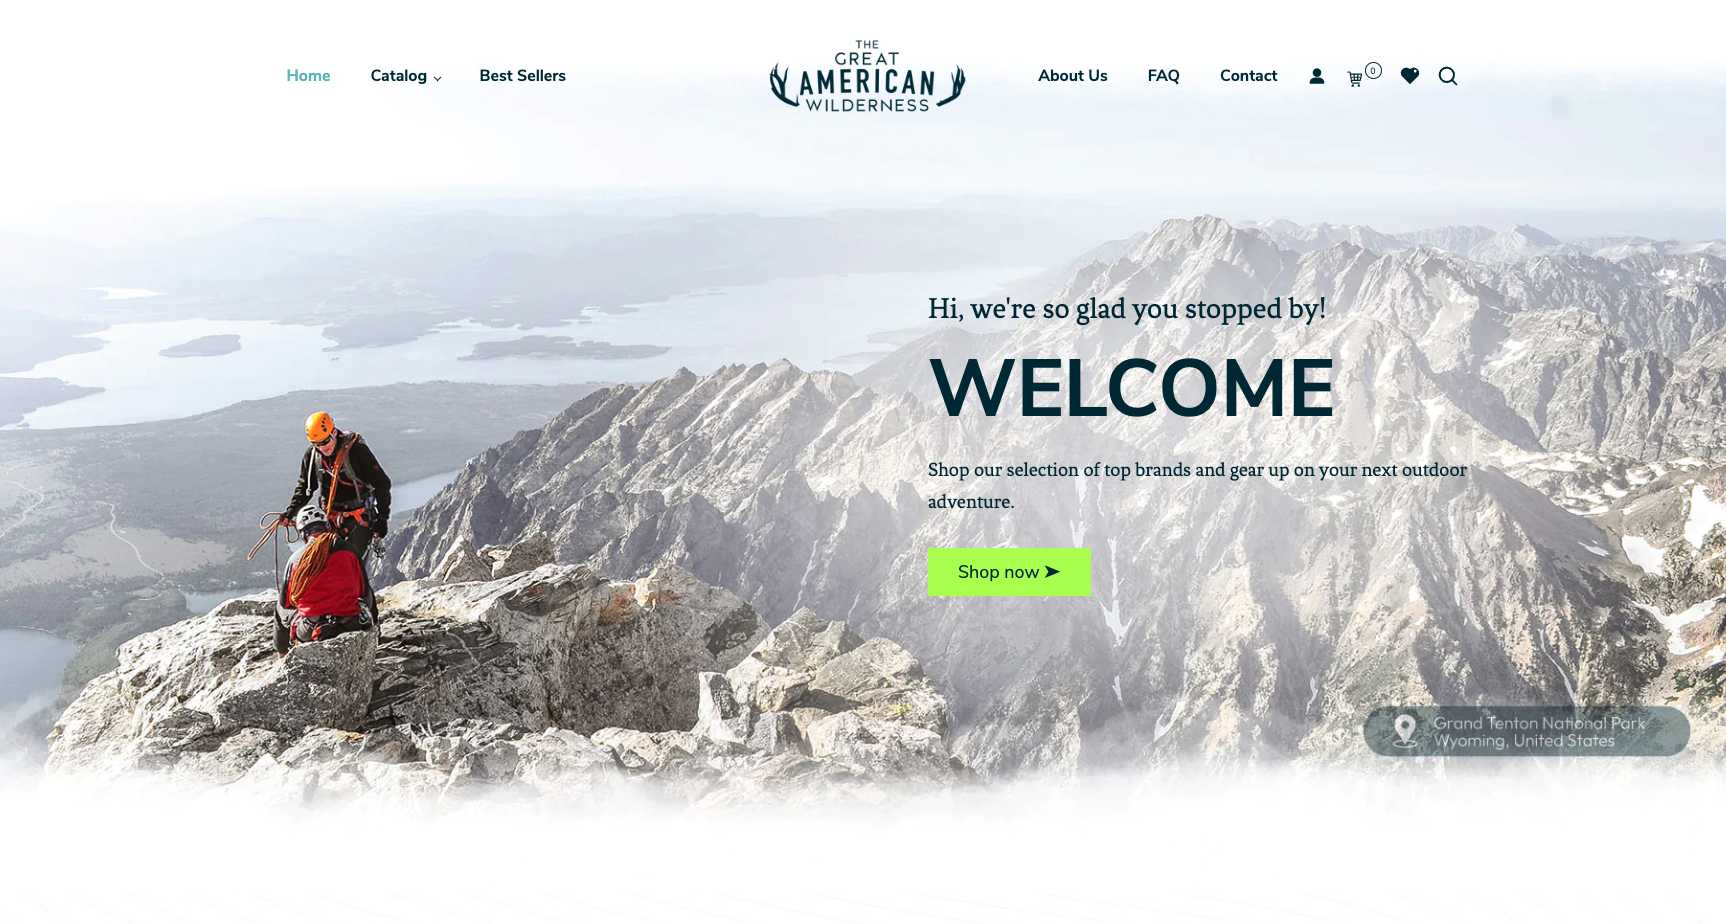 Home
Catalog
Best Sellers
THE
GREAT
AMERICAN
WILDERNESS
About Us
FAQ
Contact
0
Hi, we're so glad you stopped by!
WELCOME
Shop our selection of top brands and gear up on your next outdoor
adventure.
Shop now
Grand Tenton National Park
Wyoming, United States